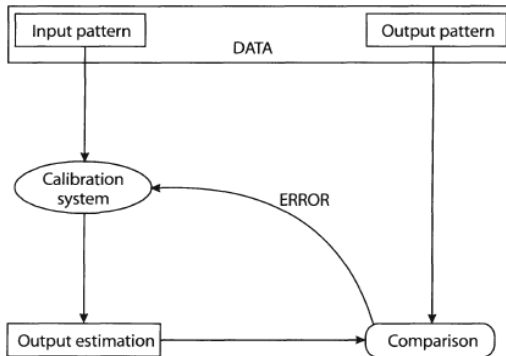 Input pattern
DATA
Output pattern
Calibration
system
ERROR
Output estimation
Comparison